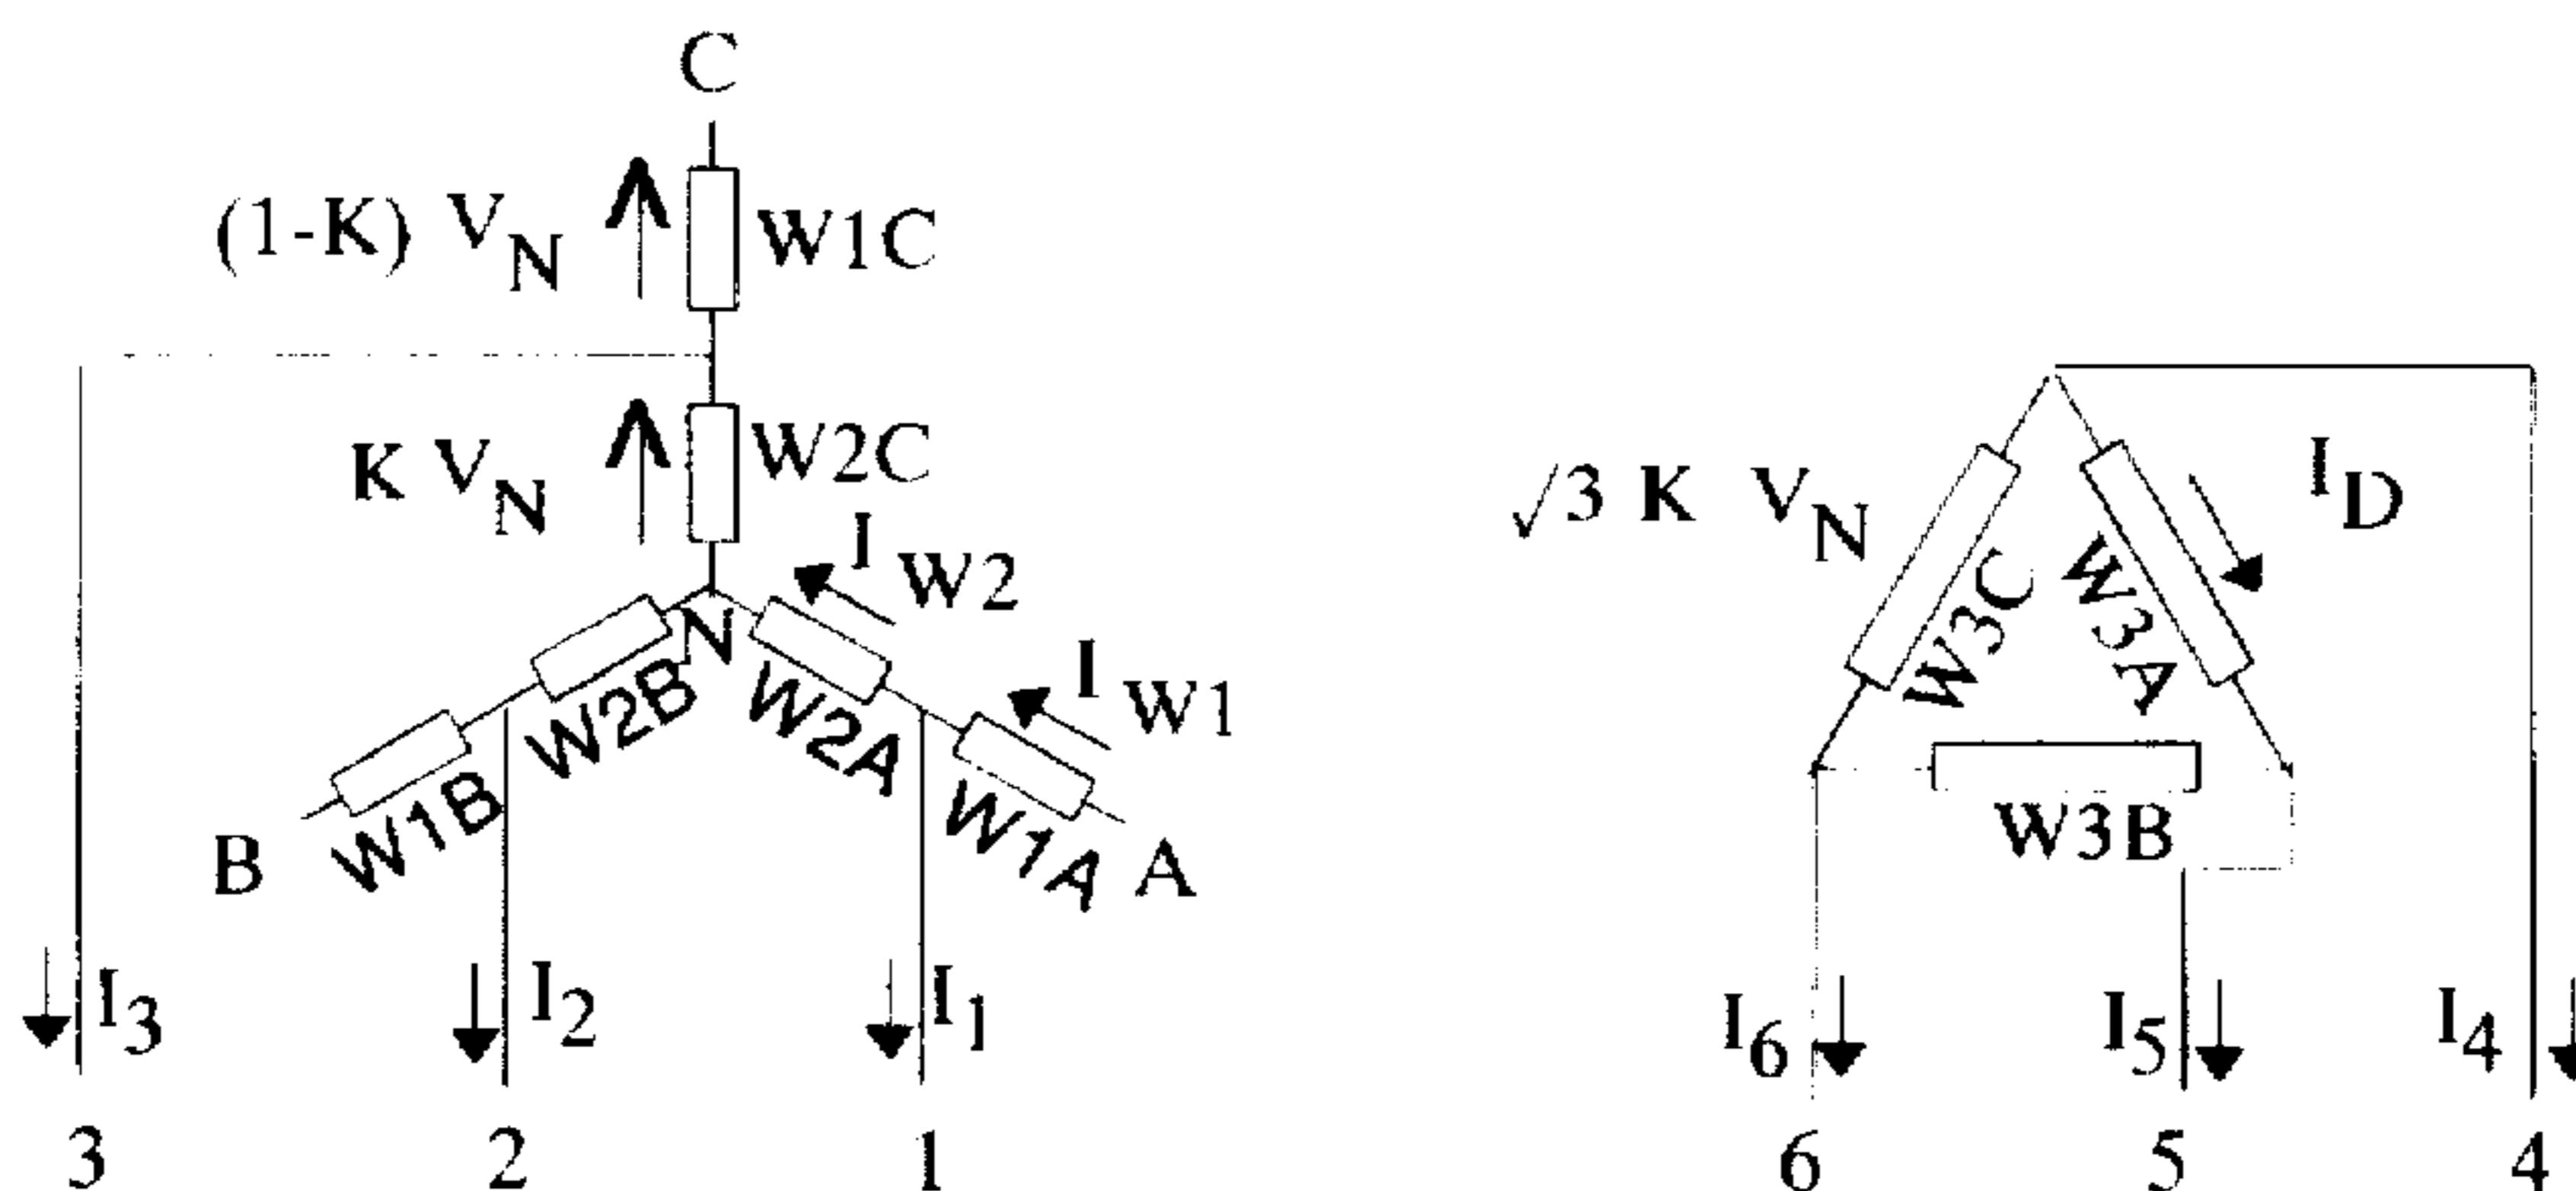 C
(1-K) V_N
W1C
K V_N
W2C
I_W2
N
I_W1
W2B
W2A
W1B
W1A
B
A
I_3
I_2
I_1
3
2
1
√3 K V_N
I_D
W3C
W3A
W3B
I_6
I_5
I_4
6
5
4